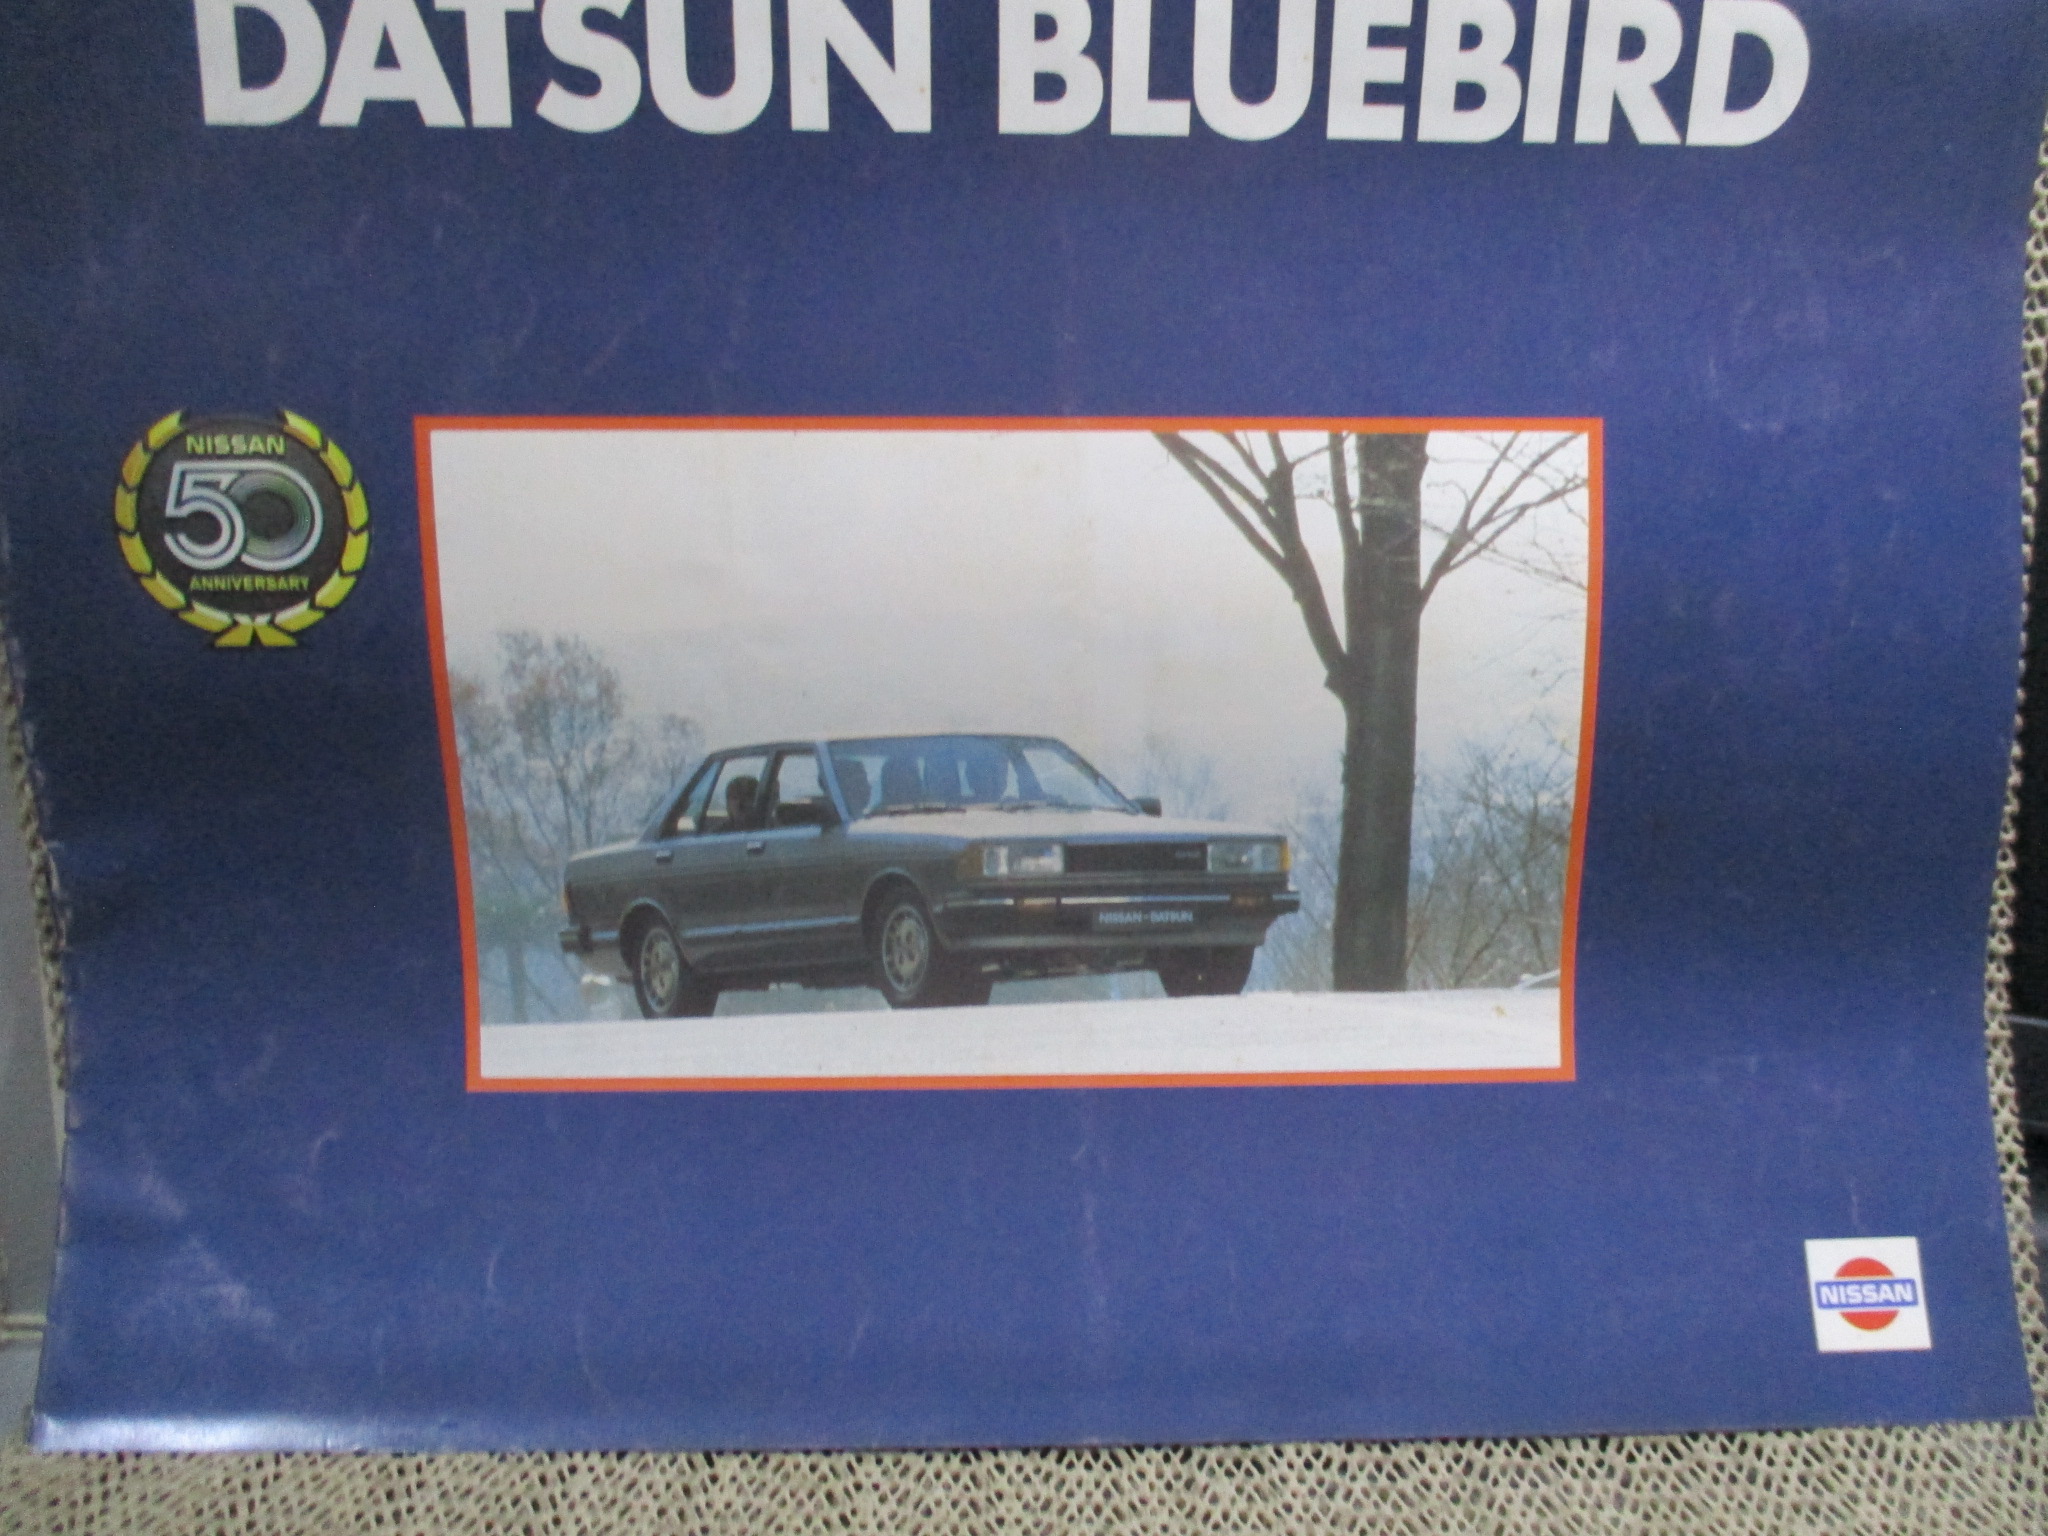 DATSUN BLUEBIRD
NISSAN
50
ANNIVERSARY
NISSAN-DATSUN
NISSAN